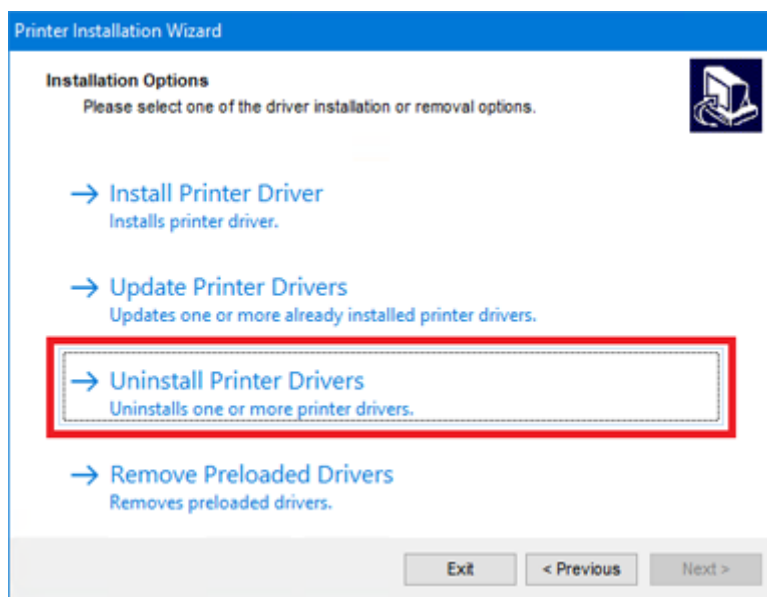 Printer Installation Wizard
Installation Options
Please select one of the driver installation or removal options.
→ Install Printer Driver
Installs printer driver.
→ Update Printer Drivers
Updates one or more already installed printer drivers.
→ Uninstall Printer Drivers
Uninstalls one or more printer drivers.
→ Remove Preloaded Drivers
Removes preloaded drivers.
Exit < Previous Next >